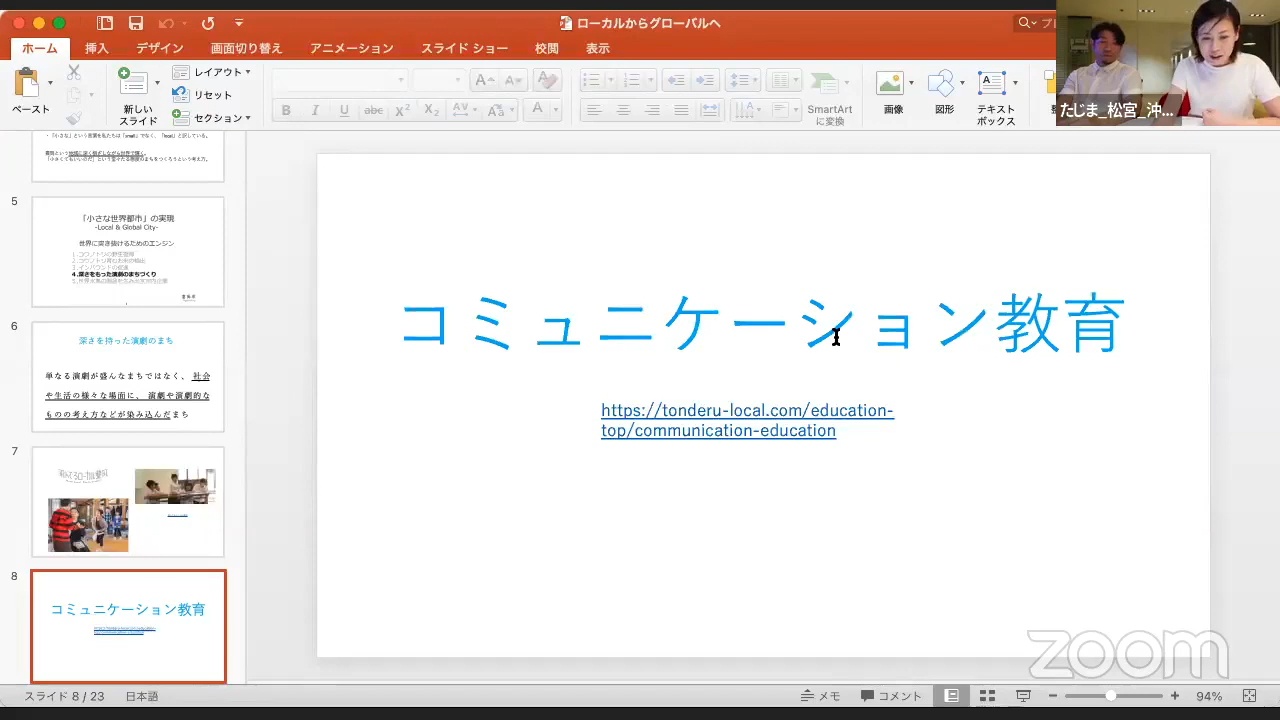 ローカルからグローバルへ
ホーム 挿入 デザイン 画面切り替え アニメーション スライド ショー 校閲 表示
ペースト
新しい
スライド
レイアウト
リセット
セクション
SmartArt
に変換
画像
図形
テキスト
ボックス
たじま_松宮_沖...
5
「小さな世界都市」の実現
-Local & Global City-
世界に突き抜けるためのエンジン
4.深さをもった演劇のまちづくり
6
深さを持った演劇のまち
単なる演劇が盛んなまちではなく、社会
や生活の様々な場面に、演劇や演劇的な
ものの考え方などが染み込んだまち
7
8
コミュニケーション教育
コミュニケーション教育
https://tonderu-local.com/education-
top/communication-education
zoom
スライド 8 / 23 日本語 メモ コメント 94%